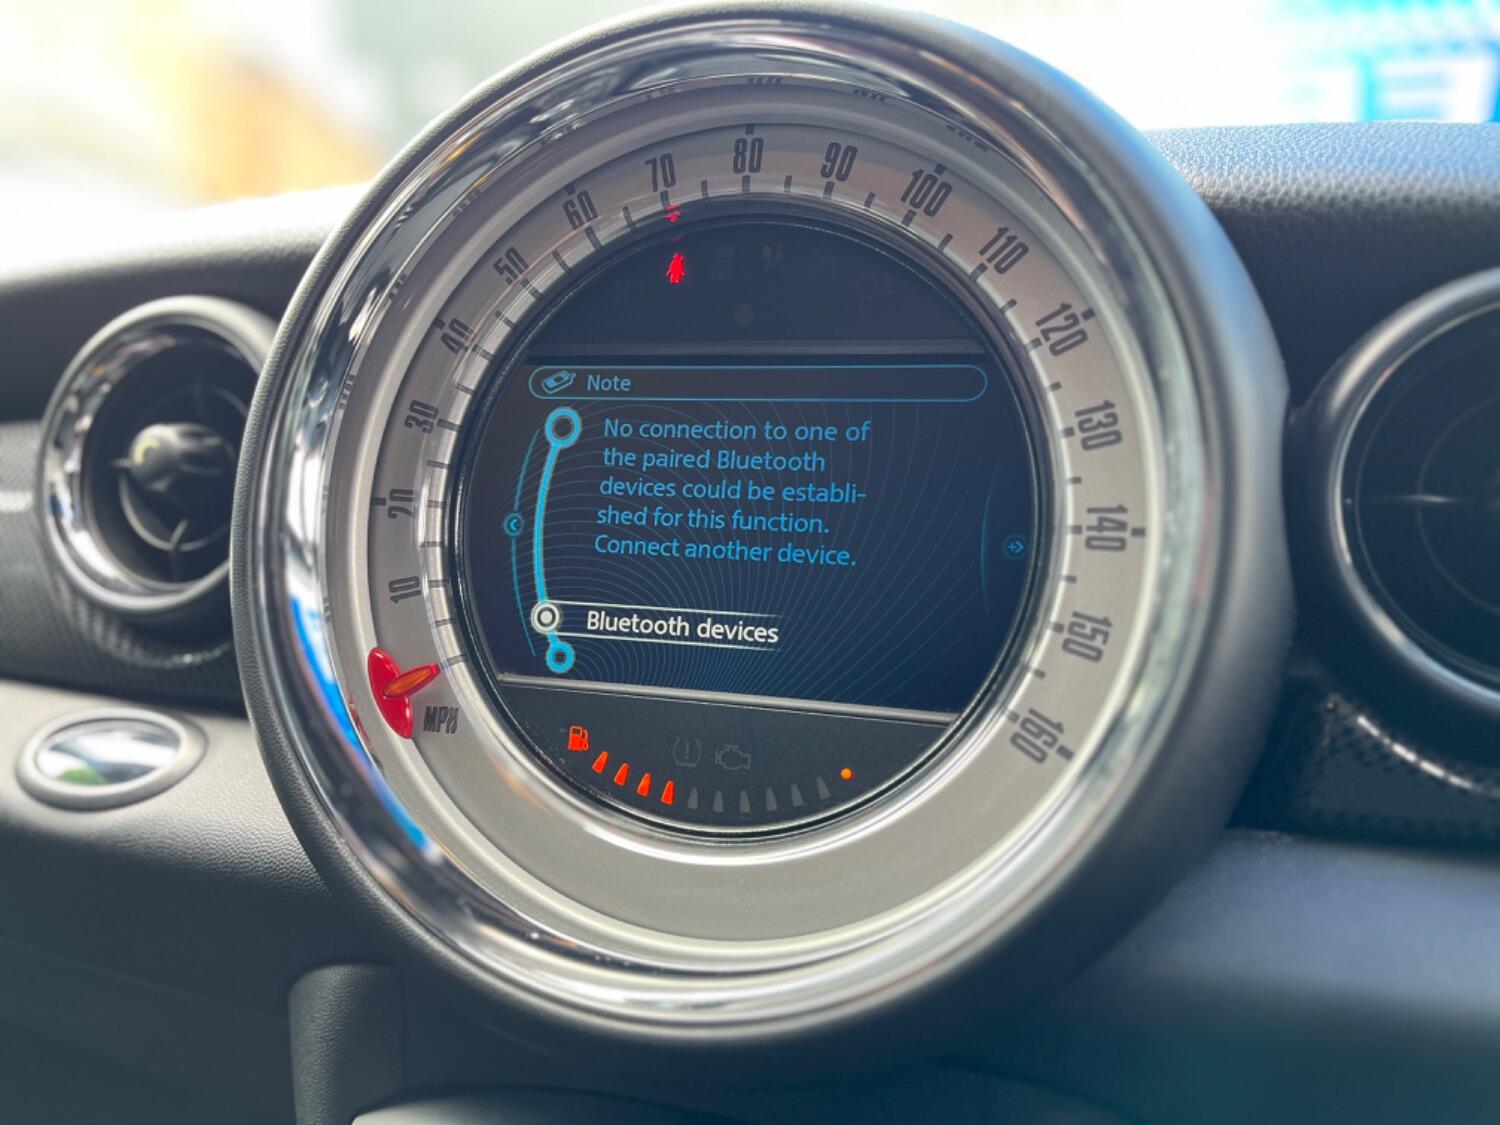 10
20
30
40
50
60
70
80
90
100
110
120
130
140
150
160
MPH
Note
No connection to one of
the paired Bluetooth
devices could be establi-
shed for this function.
Connect another device.
Bluetooth devices